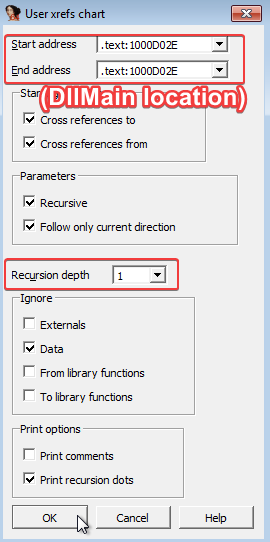 User xrefs chart
Start address .text:1000D02E
End address .text:1000D02E
(DllMain location)
Star
Cross references to
Cross references from
Parameters
Recursive
Follow only current direction
Recursion depth 1
Ignore
Externals
Data
From library functions
To library functions
Print options
Print comments
Print recursion dots
OK Cancel Help